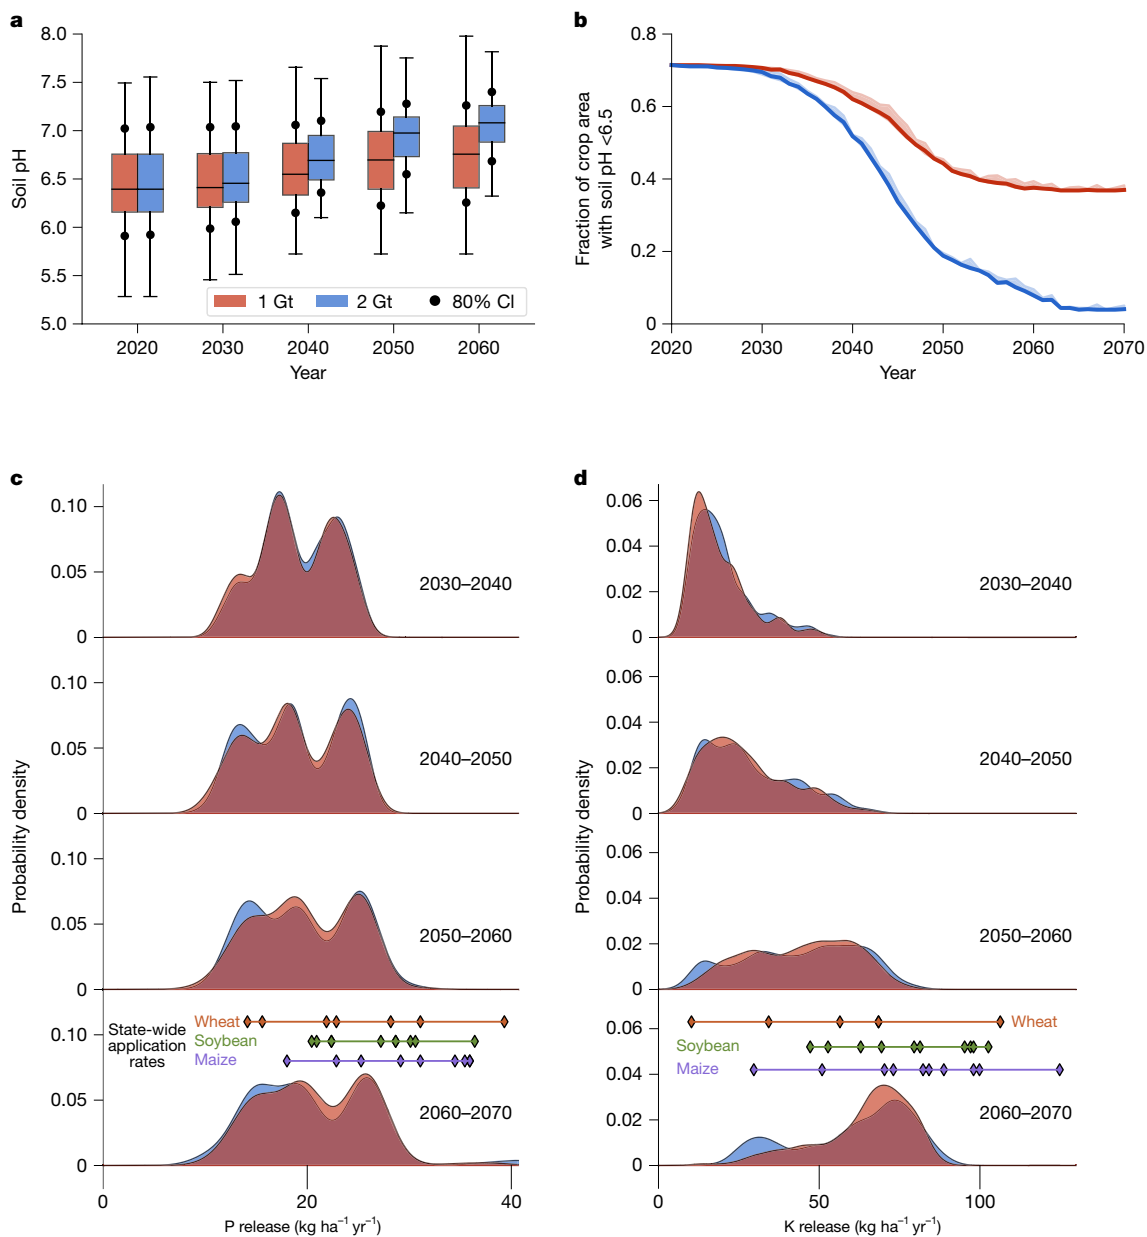 a
8.0
7.5
7.0
6.5
6.0
5.5
5.0
Soil pH
1 Gt
2 Gt
80% CI
2020
2030
2040
2050
2060
Year
b
0.8
0.6
0.4
0.2
0
Fraction of crop area
with soil pH <6.5
2020
2030
2040
2050
2060
2070
Year
c
Probability density
0.10
0.05
0
2030–2040
0.10
0.05
0
2040–2050
0.10
0.05
0
2050–2060
State-wide
application
rates
Wheat
Soybean
Maize
0.10
0.05
0
2060–2070
0
20
40
P release (kg ha⁻¹ yr⁻¹)
d
Probability density
0.06
0.04
0.02
0
2030–2040
0.06
0.04
0.02
0
2040–2050
0.06
0.04
0.02
0
2050–2060
Wheat
Soybean
Maize
0.06
0.04
0.02
0
2060–2070
0
50
100
K release (kg ha⁻¹ yr⁻¹)